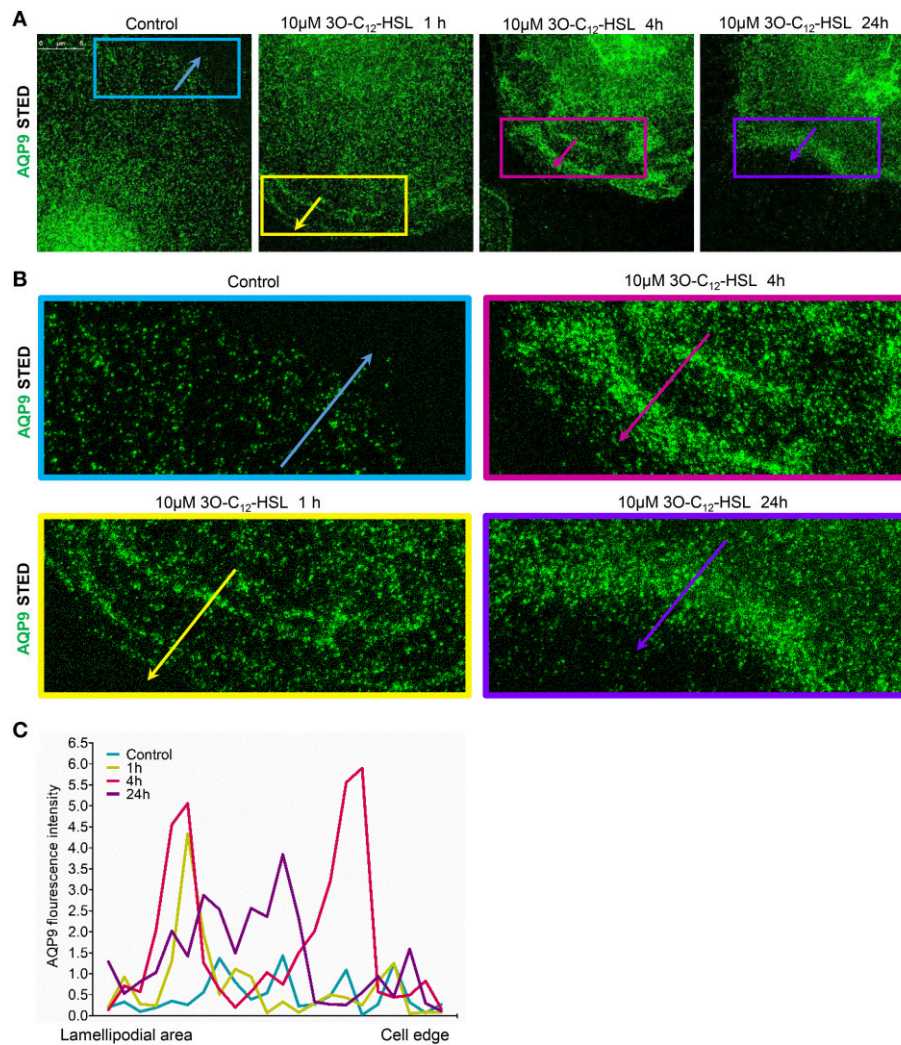 A
Control
10µM 3O-C₁₂-HSL 1 h
10µM 3O-C₁₂-HSL 4h
10µM 3O-C₁₂-HSL 24h
AQP9 STED
B
Control
10µM 3O-C₁₂-HSL 4h
AQP9 STED
10µM 3O-C₁₂-HSL 1 h
10µM 3O-C₁₂-HSL 24h
AQP9 STED
C
AQP9 flourescence intensity
6.5
6.0
5.5
5.0
4.5
4.0
3.5
3.0
2.5
2.0
1.5
1.0
0.5
0.0
Control
1h
4h
24h
Lamellipodial area
Cell edge